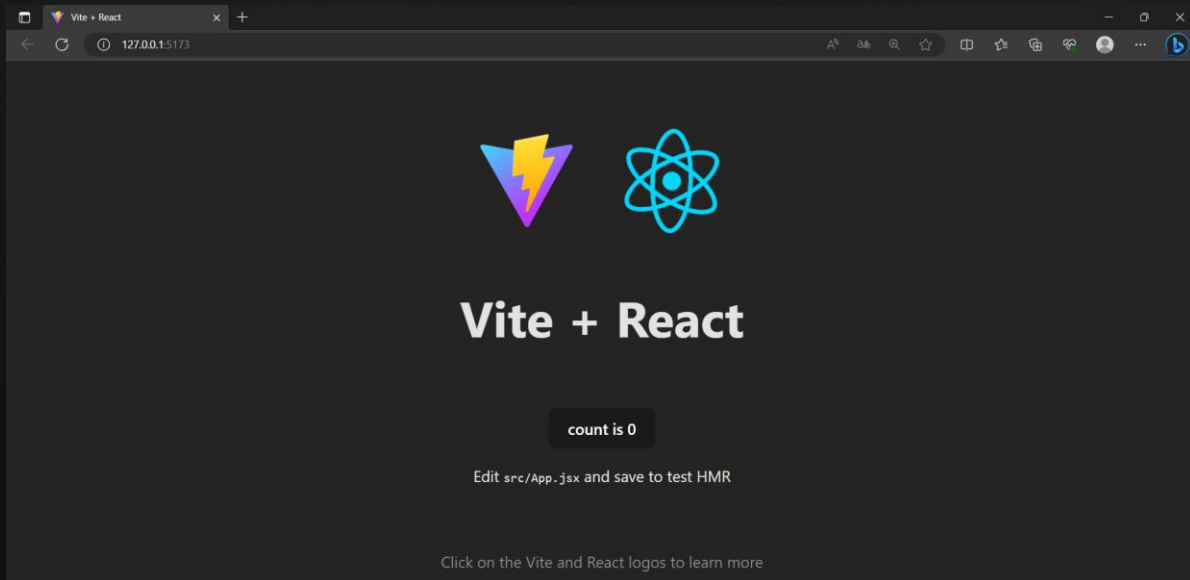 Vite + React
127.0.0.1:5173
Vite + React
count is 0
Edit src/App.jsx and save to test HMR
Click on the Vite and React logos to learn more